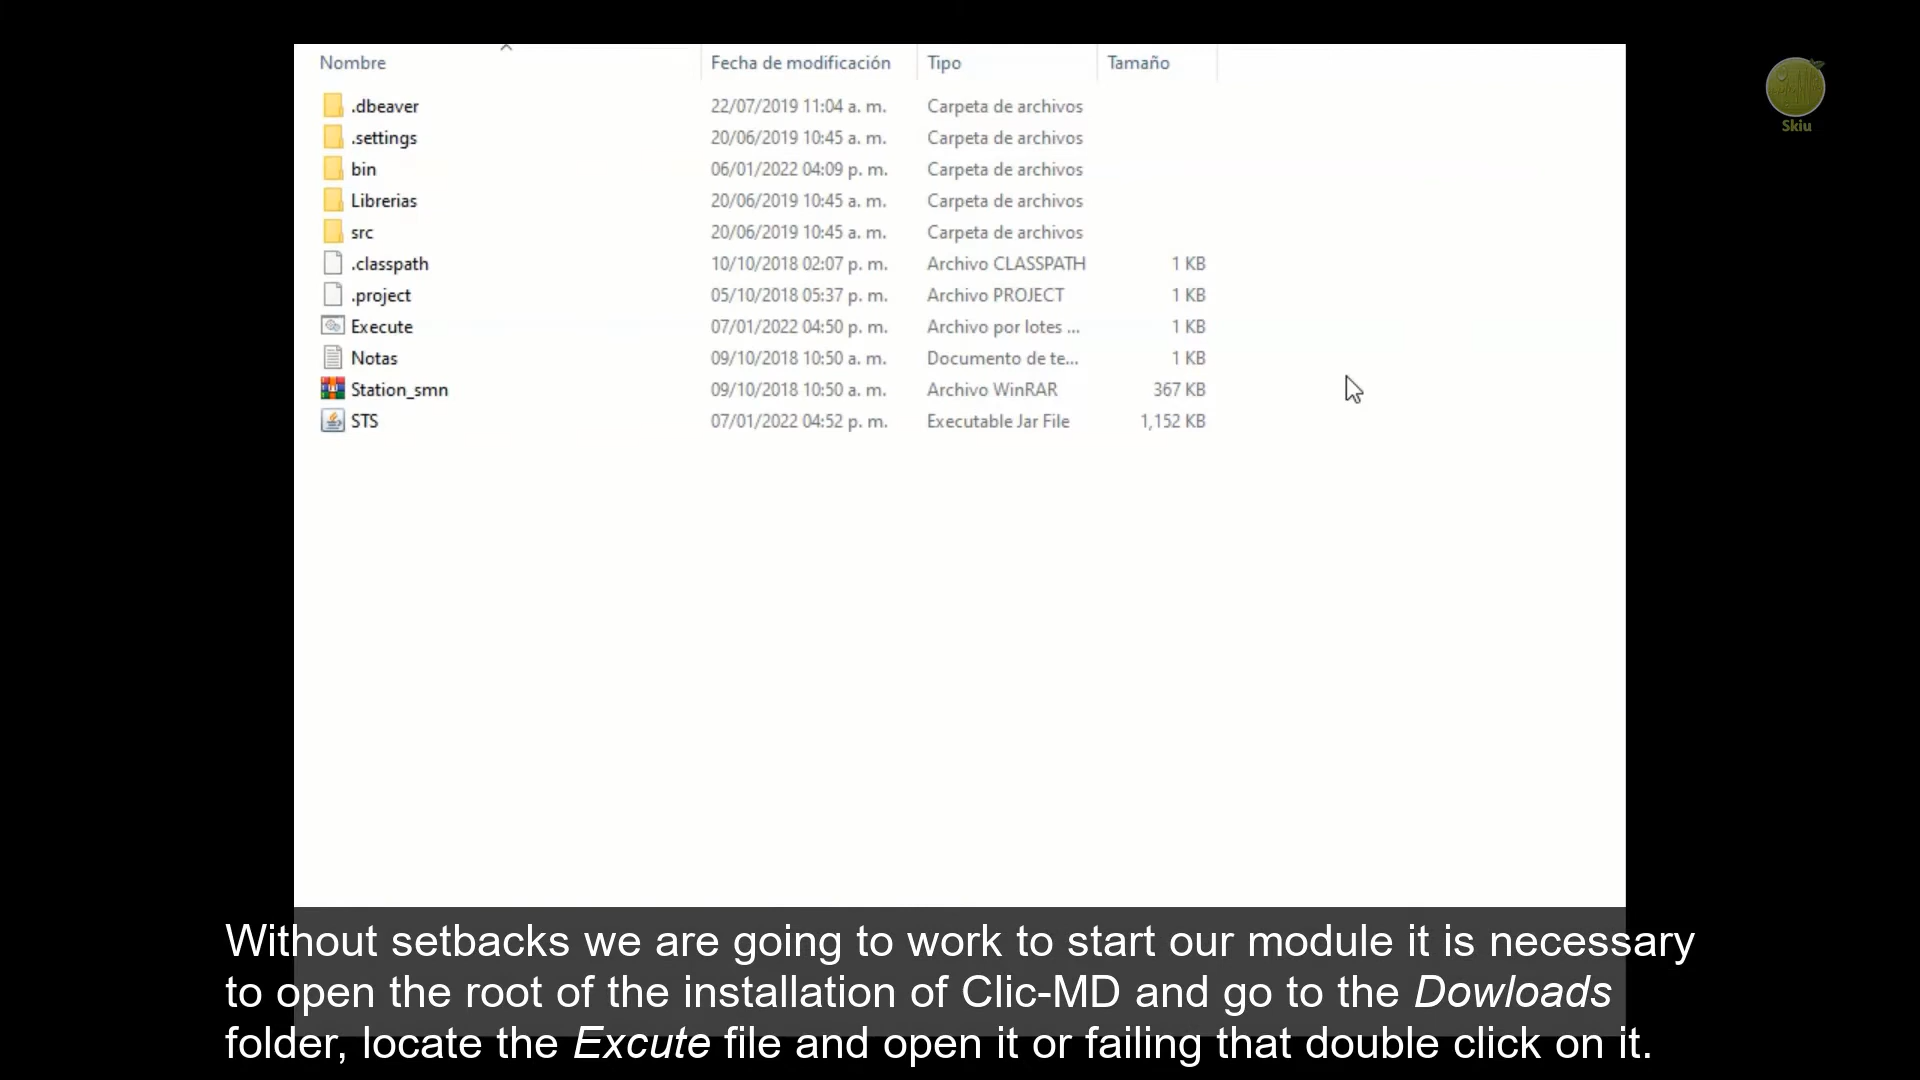 Nombre Fecha de modificación Tipo Tamaño
.dbeaver 22/07/2019 11:04 a. m. Carpeta de archivos
.settings 20/06/2019 10:45 a. m. Carpeta de archivos
bin 06/01/2022 04:09 p. m. Carpeta de archivos
Librerias 20/06/2019 10:45 a. m. Carpeta de archivos
src 20/06/2019 10:45 a. m. Carpeta de archivos
.classpath 10/10/2018 02:07 p. m. Archivo CLASSPATH 1 KB
.project 05/10/2018 05:37 p. m. Archivo PROJECT 1 KB
Execute 07/01/2022 04:50 p. m. Archivo por lotes ... 1 KB
Notas 09/10/2018 10:50 a. m. Documento de te... 1 KB
Station_smn 09/10/2018 10:50 a. m. Archivo WinRAR 367 KB
STS 07/01/2022 04:52 p. m. Executable Jar File 1,152 KB
Skiu
Without setbacks we are going to work to start our module it is necessary
to open the root of the installation of Clic-MD and go to the Dowloads
folder, locate the Excute file and open it or failing that double click on it.